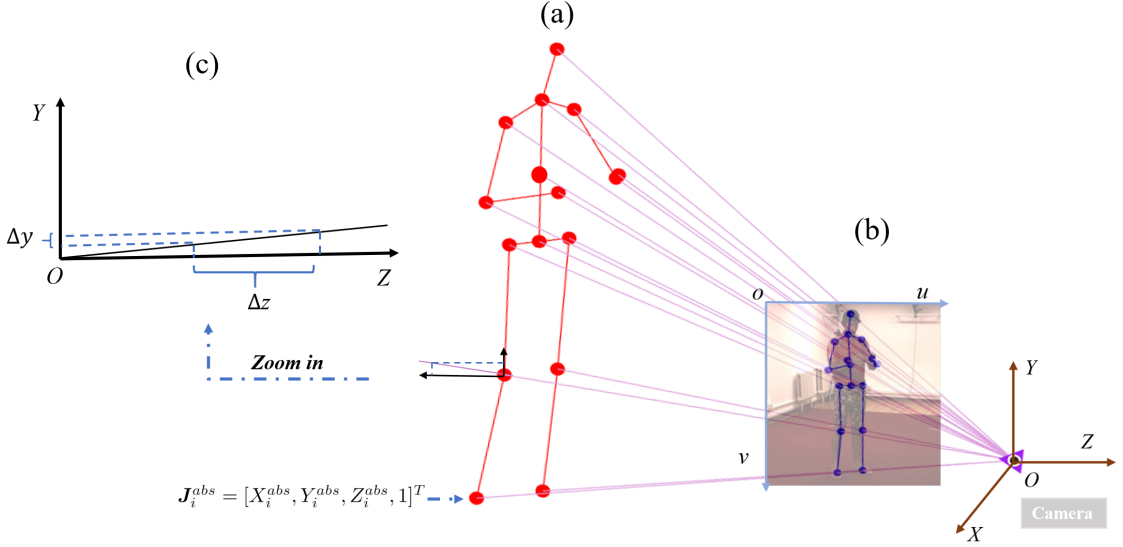 (a)
(c)
Y
Δy
O
Z
Δz
(b)
o
u
Zoom in
v
Y
Z
O
X
Camera
J_i^{abs} = [X_i^{abs}, Y_i^{abs}, Z_i^{abs}, 1]^T